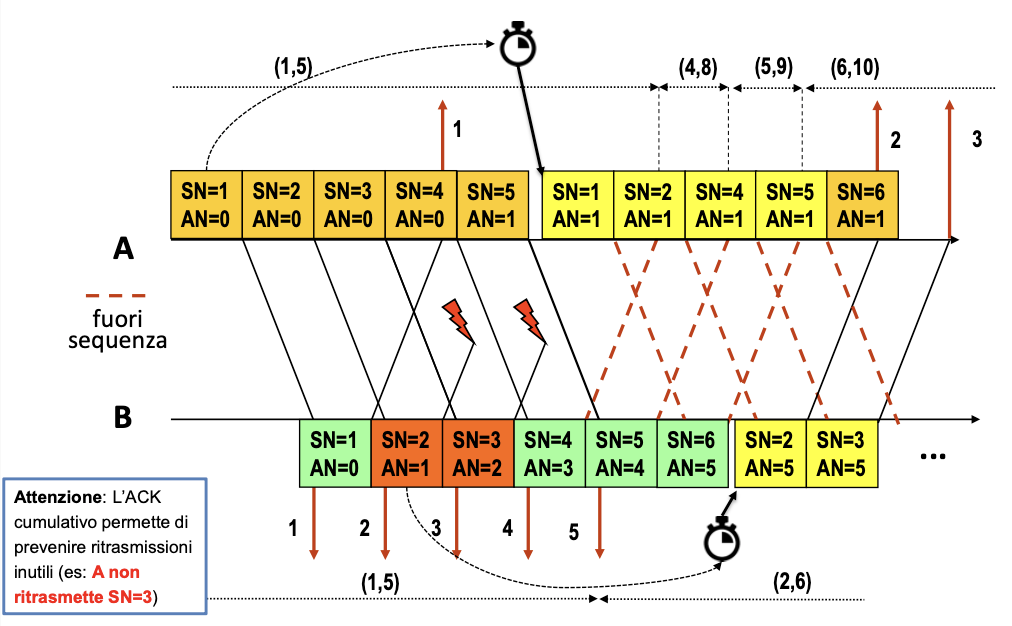 (1,5)
(4,8)
(5,9)
(6,10)
1
2
3
SN=1 SN=2 SN=3 SN=4 SN=5 SN=1 SN=2 SN=4 SN=5 SN=6
AN=0 AN=0 AN=0 AN=0 AN=1 AN=1 AN=1 AN=1 AN=1 AN=1
A
fuori
sequenza
B
SN=1 SN=2 SN=3 SN=4 SN=5 SN=6 SN=2 SN=3
AN=0 AN=1 AN=2 AN=3 AN=4 AN=5 AN=5 AN=5
...
1
2
3
4
5
Attenzione: L'ACK
cumulativo permette di
prevenire ritrasmissioni
inutili (es: A non
ritrasmette SN=3)
(1,5)
(2,6)